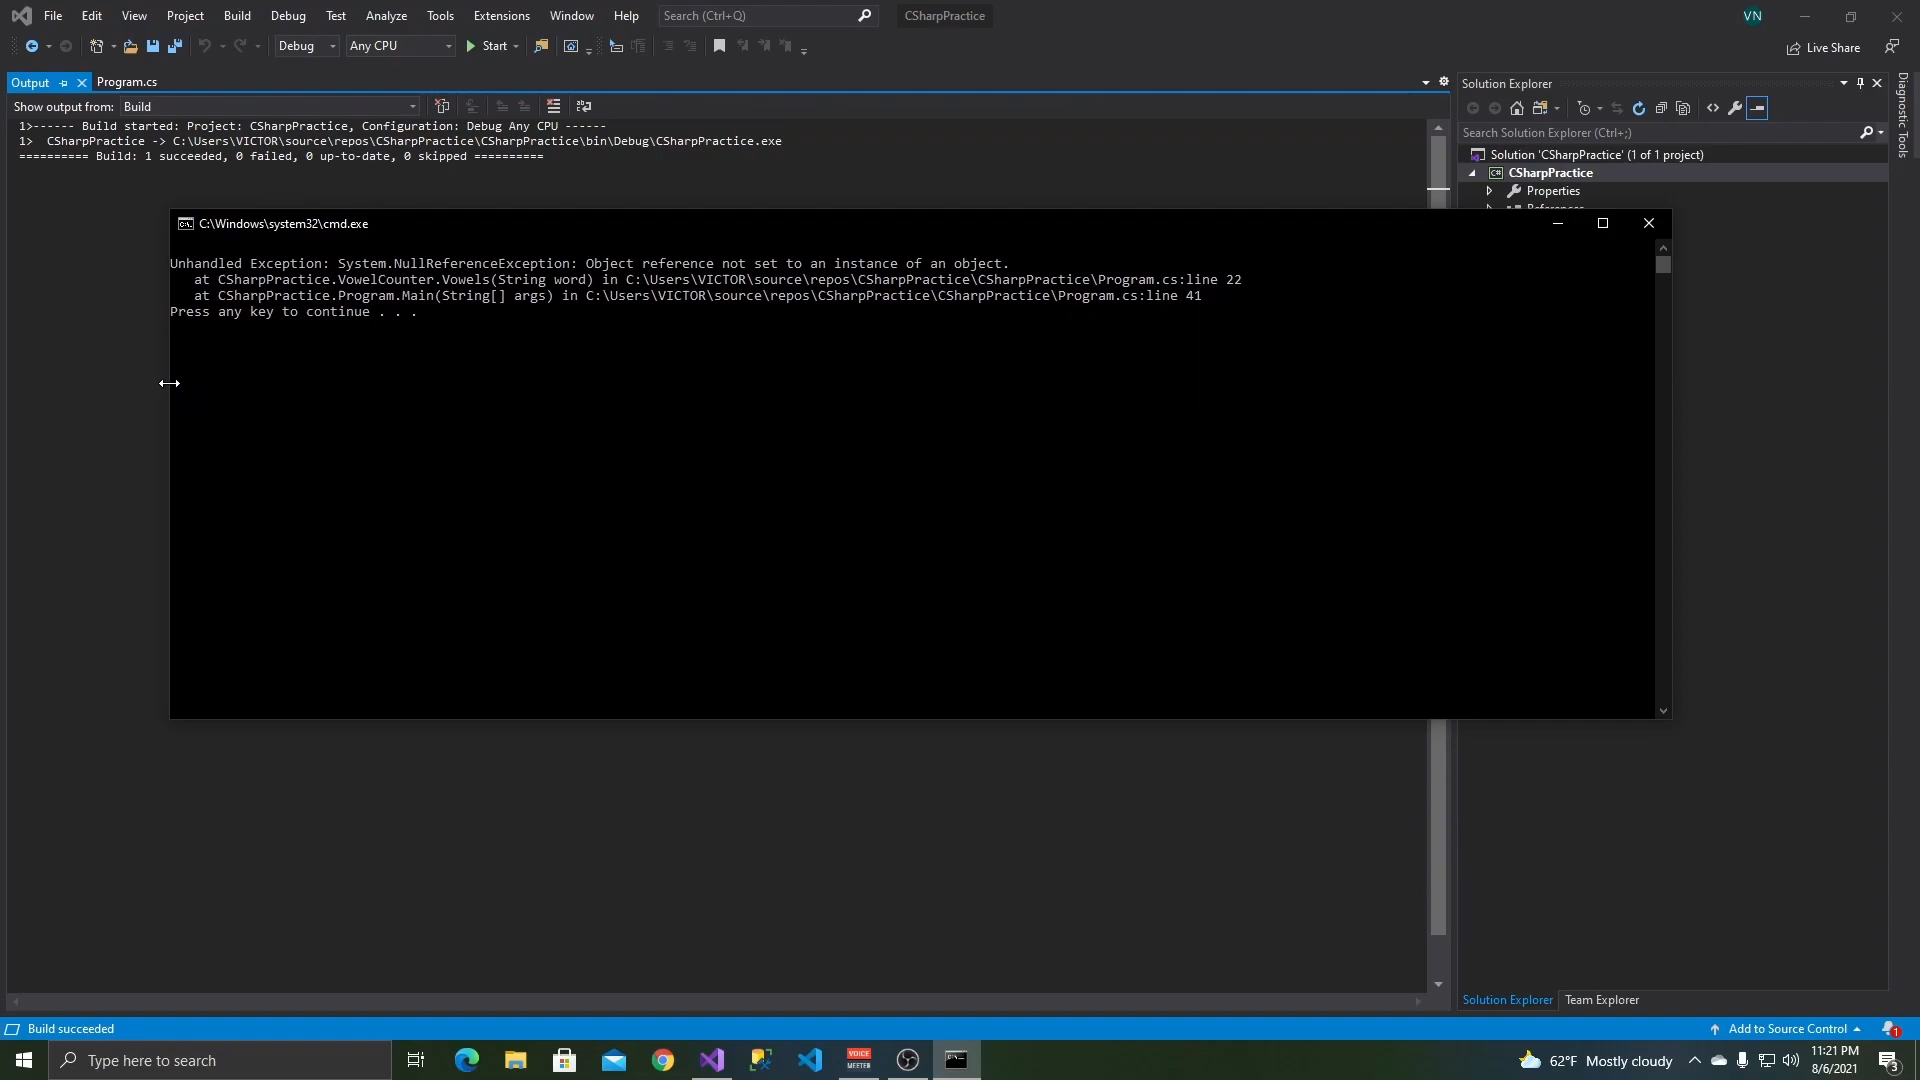 File Edit View Project Build Debug Test Analyze Tools Extensions Window Help Search (Ctrl+Q) CSharpPractice VN
Debug Any CPU Start Live Share
Output Program.cs
Show output from: Build
1>------ Build started: Project: CSharpPractice, Configuration: Debug Any CPU ------
1>  CSharpPractice -> C:\Users\VICTOR\source\repos\CSharpPractice\CSharpPractice\bin\Debug\CSharpPractice.exe
========== Build: 1 succeeded, 0 failed, 0 up-to-date, 0 skipped ==========
Solution Explorer
Search Solution Explorer (Ctrl+;)
Solution 'CSharpPractice' (1 of 1 project)
C# CSharpPractice
Properties
References
Diagnostic Tools
C:\Windows\system32\cmd.exe
Unhandled Exception: System.NullReferenceException: Object reference not set to an instance of an object.
   at CSharpPractice.VowelCounter.Vowels(String word) in C:\Users\VICTOR\source\repos\CSharpPractice\CSharpPractice\Program.cs:line 22
   at CSharpPractice.Program.Main(String[] args) in C:\Users\VICTOR\source\repos\CSharpPractice\CSharpPractice\Program.cs:line 41
Press any key to continue . . .
Solution Explorer Team Explorer
Build succeeded Add to Source Control 1
Type here to search VOICE MEETER 62°F Mostly cloudy 11:21 PM
8/6/2021 3